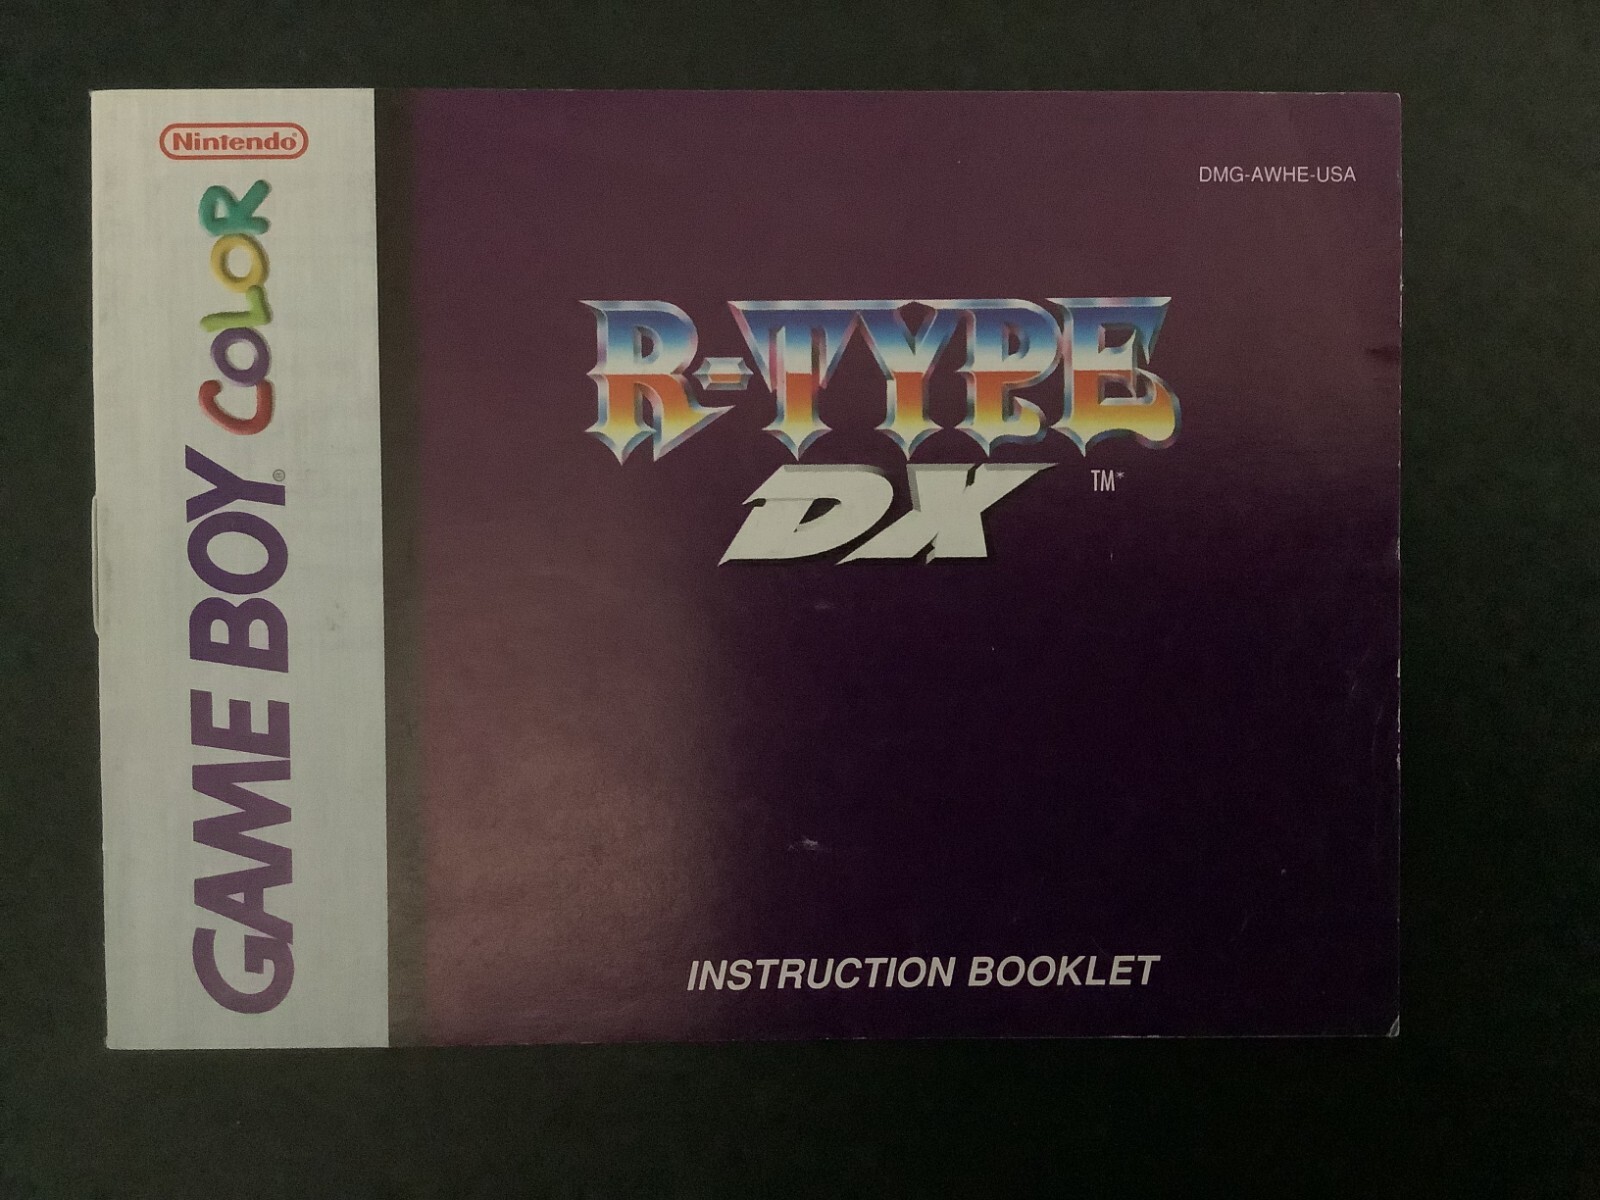 Nintendo®
GAME BOY® COLOR
DMG-AWHE-USA
R-TYPE
DX TM*
INSTRUCTION BOOKLET